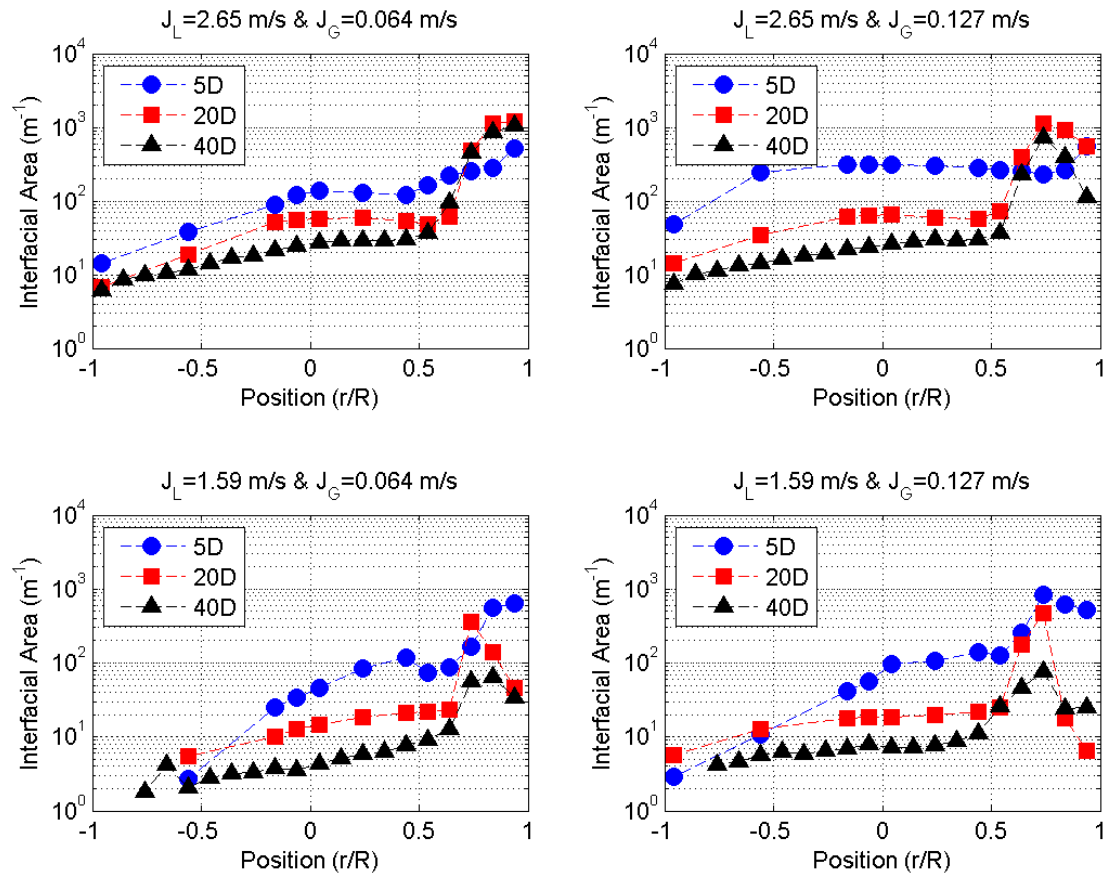 J_L=2.65 m/s & J_G=0.064 m/s
10^4
10^3
10^2
10^1
10^0
Interfacial Area (m^-1)
5D
20D
40D
-1 -0.5 0 0.5 1
Position (r/R)
J_L=2.65 m/s & J_G=0.127 m/s
10^4
10^3
10^2
10^1
10^0
Interfacial Area (m^-1)
5D
20D
40D
-1 -0.5 0 0.5 1
Position (r/R)
J_L=1.59 m/s & J_G=0.064 m/s
10^4
10^3
10^2
10^1
10^0
Interfacial Area (m^-1)
5D
20D
40D
-1 -0.5 0 0.5 1
Position (r/R)
J_L=1.59 m/s & J_G=0.127 m/s
10^4
10^3
10^2
10^1
10^0
Interfacial Area (m^-1)
5D
20D
40D
-1 -0.5 0 0.5 1
Position (r/R)